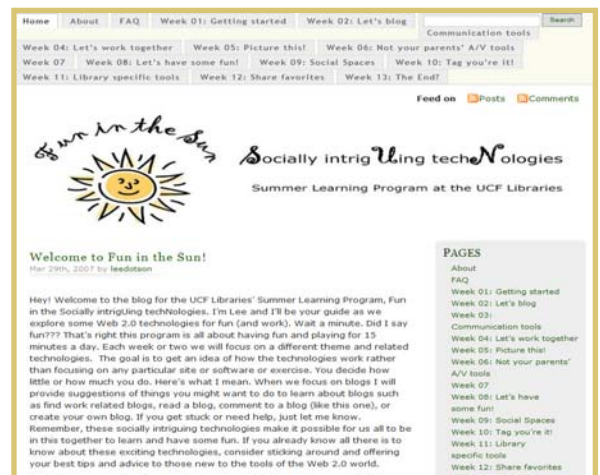 Home About FAQ Week 01: Getting started Week 02: Let's blog Search
Communication tools
Week 04: Let's work together Week 05: Picture this! Week 06: Not your parents' A/V tools
Week 07 Week 08: Let's have some fun! Week 09: Social Spaces Week 10: Tag you're it!
Week 11: Library specific tools Week 12: Share favorites Week 13: The End?
Feed on Posts Comments
Fun in the Sun
Socially intrigUing techNologies
Summer Learning Program at the UCF Libraries
Welcome to Fun in the Sun!
Mar 29th, 2007 by leedotson
Hey! Welcome to the blog for the UCF Libraries' Summer Learning Program, Fun
in the Socially intrigUing techNologies. I'm Lee and I'll be your guide as we
explore some Web 2.0 technologies for fun (and work). Wait a minute. Did I say
fun??? That's right this program is all about having fun and playing for 15
minutes a day. Each week or two we will focus on a different theme and related
technologies. The goal is to get an idea of how the technologies work rather
than focusing on any particular site or software or exercise. You decide how
little or how much you do. Here's what I mean. When we focus on blogs I will
provide suggestions of things you might want to do to learn about blogs such
as find work related blogs, read a blog, comment to a blog (like this one), or
create your own blog. If you get stuck or need help, just let me know.
Remember, these socially intriguing technologies make it possible for us all to be
in this together to learn and have some fun. If you already know all there is to
know about these exciting technologies, consider sticking around and offering
your best tips and advice to those new to the tools of the Web 2.0 world.
PAGES
About
FAQ
Week 01: Getting started
Week 02: Let's blog
Week 03:
Communication tools
Week 04: Let's work together
Week 05: Picture this!
Week 06: Not your parents'
A/V tools
Week 07
Week 08: Let's have
some fun!
Week 09: Social Spaces
Week 10: Tag you're it!
Week 11: Library
specific tools
Week 12: Share favorites